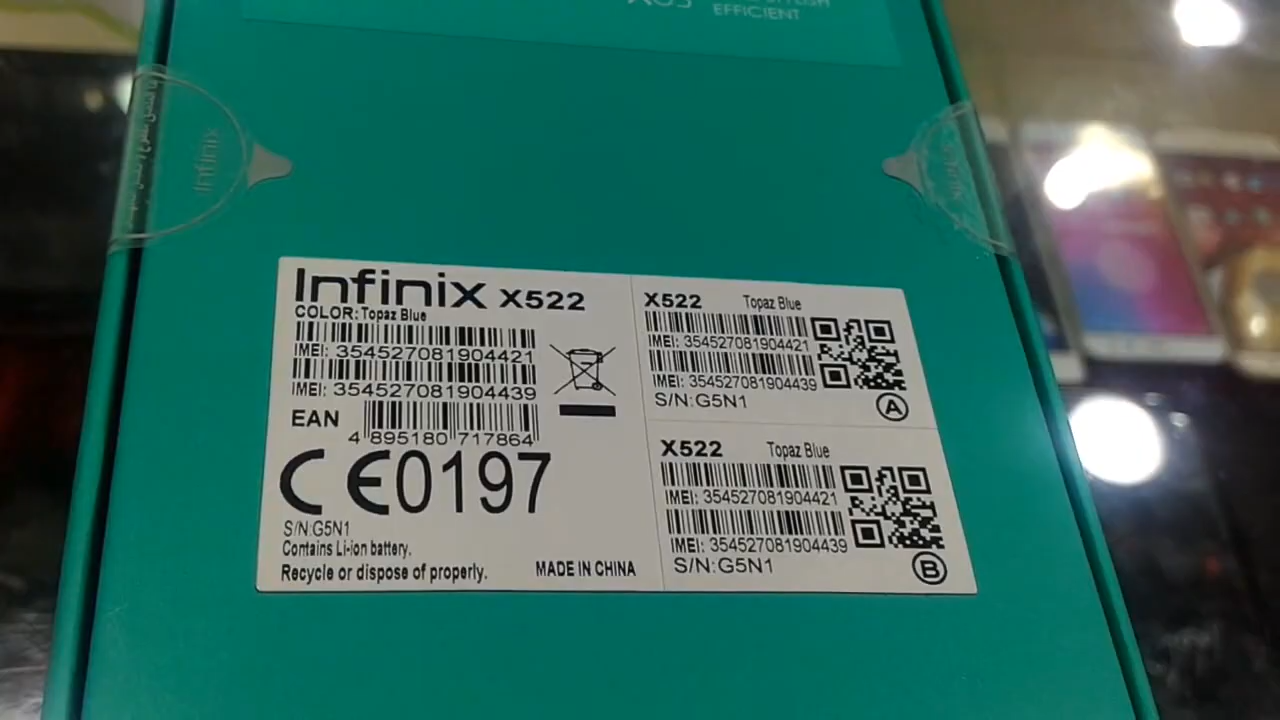 EFFICIENT
Infinix
Infinix X522
COLOR: Topaz Blue
IMEI: 354527081904421
IMEI: 354527081904439
EAN
4 895180 717864
CE0197
S/N:G5N1
Contains Li-ion battery.
Recycle or dispose of properly.
MADE IN CHINA
X522 Topaz Blue
IMEI: 354527081904421
IMEI: 354527081904439
S/N:G5N1
A
X522 Topaz Blue
IMEI: 354527081904421
IMEI: 354527081904439
S/N:G5N1
B